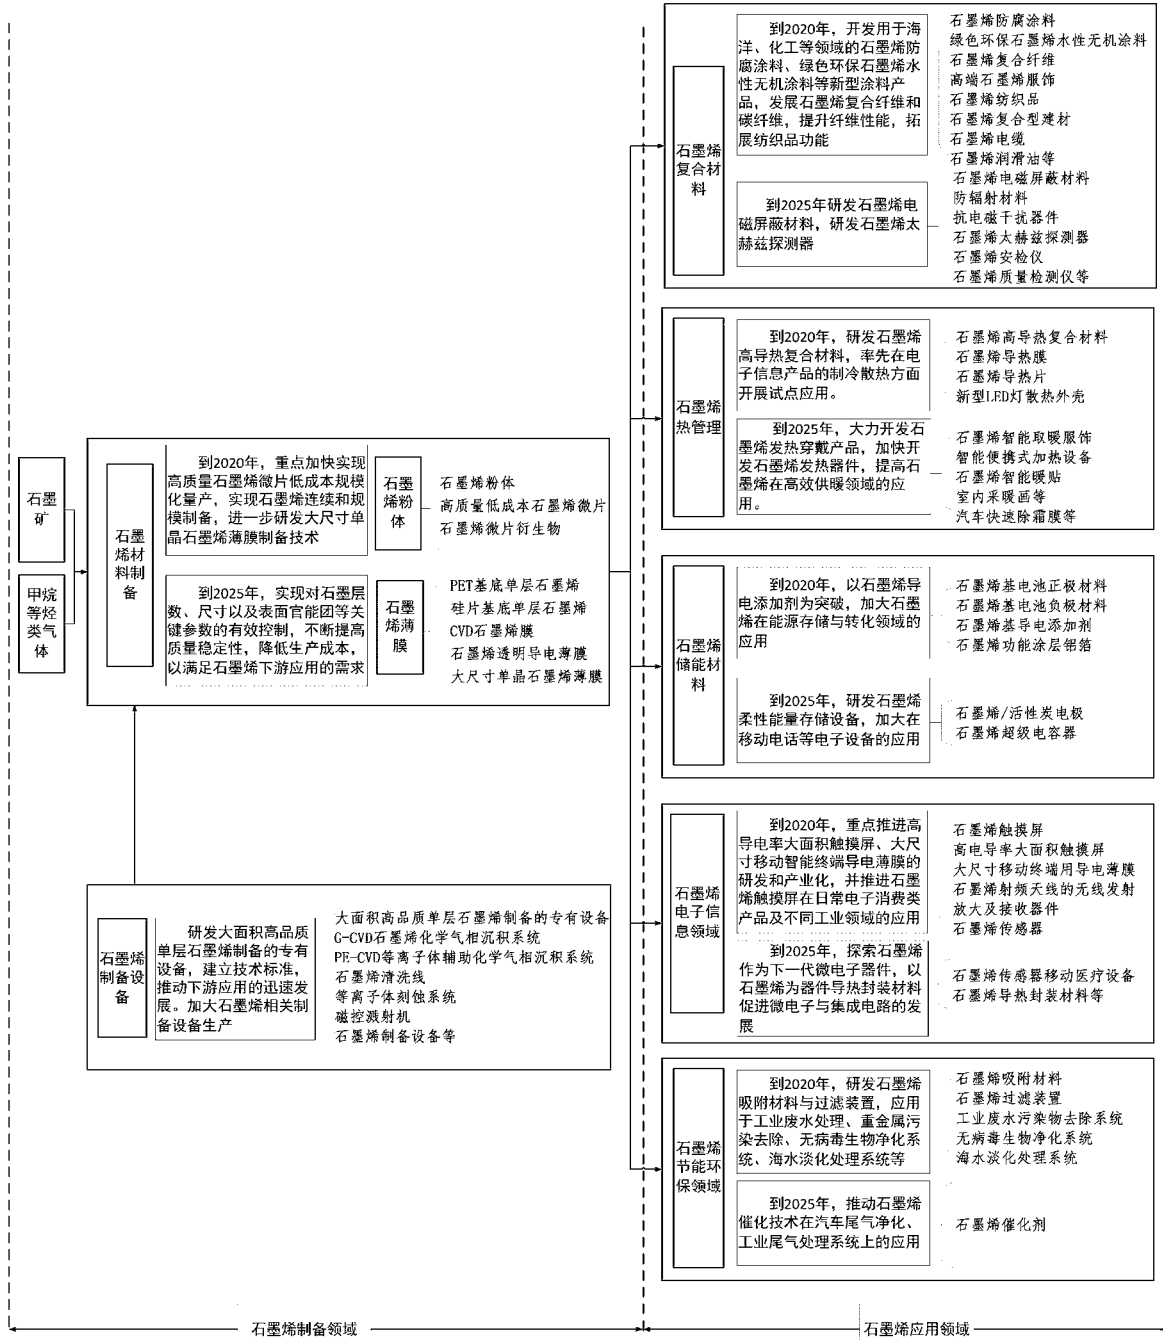 石墨
矿
甲烷
等烃
类气
体
石墨
烯材
料制
备
到2020年，重点加快实现
高质量石墨烯微片低成本规模
化量产，实现石墨烯连续和规
模制备，进一步研发大尺寸单
晶石墨烯薄膜制备技术
石墨
烯粉
体
石墨烯粉体
高质量低成本石墨烯微片
石墨烯微片衍生物
到2025年，实现对石墨层
数、尺寸以及表面官能团等关
键参数的有效控制，不断提高
质量稳定性，降低生产成本，
以满足石墨烯下游应用的需求
石墨
烯薄
膜
PET基底单层石墨烯
硅片基底单层石墨烯
CVD石墨烯膜
石墨烯透明导电薄膜
大尺寸单晶石墨烯薄膜
石墨烯
制备设
备
研发大面积高品质
单层石墨烯制备的专有
设备，建立技术标准，
推动下游应用的迅速发
展。加大石墨烯相关制
备设备生产
大面积高品质单层石墨烯制备的专有设备
G-CVD石墨烯化学气相沉积系统
PE-CVD等离子体辅助化学气相沉积系统
石墨烯清洗线
等离子体刻蚀系统
磁控溅射机
石墨烯制备设备等
石墨烯
复合材
料
到2020年，开发用于海
洋、化工等领域的石墨烯防
腐涂料、绿色环保石墨烯水
性无机涂料等新型涂料产
品，发展石墨烯复合纤维和
碳纤维，提升纤维性能，拓
展纺织品功能
石墨烯防腐涂料
绿色环保石墨烯水性无机涂料
石墨烯复合纤维
高端石墨烯服饰
石墨烯纺织品
石墨烯复合型建材
石墨烯电缆
石墨烯润滑油等
到2025年研发石墨烯电
磁屏蔽材料，研发石墨烯太
赫兹探测器
石墨烯电磁屏蔽材料
防辐射材料
抗电磁干扰器件
石墨烯太赫兹探测器
石墨烯安检仪
石墨烯质量检测仪等
石墨烯
热管理
到2020年，研发石墨烯
高导热复合材料，率先在电
子信息产品的制冷散热方面
开展试点应用。
石墨烯高导热复合材料
石墨烯导热膜
石墨烯导热片
新型LED灯散热外壳
到2025年，大力开发石
墨烯发热穿戴产品，加快开
发石墨烯发热器件，提高石
墨烯在高效供暖领域的应
用。
石墨烯智能取暖服饰
智能便携式加热设备
石墨烯智能暖贴
室内采暖画等
汽车快速除霜膜等
石墨烯
储能材
料
到2020年，以石墨烯导
电添加剂为突破，加大石墨
烯在能源存储与转化领域的
应用
石墨烯基电池正极材料
石墨烯基电池负极材料
石墨烯基导电添加剂
石墨烯功能涂层铝箔
到2025年，研发石墨烯
柔性能量存储设备，加大在
移动电话等电子设备的应用
石墨烯/活性炭电极
石墨烯超级电容器
石墨烯
电子信
息领域
到2020年，重点推进高
导电率大面积触摸屏、大尺
寸移动智能终端导电薄膜的
研发和产业化，并推进石墨
烯触摸屏在日常电子消费类
产品及不同工业领域的应用
石墨烯触摸屏
高电导率大面积触摸屏
大尺寸移动终端用导电薄膜
石墨烯射频天线的无线发射
放大及接收器件
石墨烯传感器
到2025年，探索石墨烯
作为下一代微电子器件，以
石墨烯为器件导热封装材料
促进微电子与集成电路的发
展
石墨烯传感器移动医疗设备
石墨烯导热封装材料等
石墨烯
节能环
保领域
到2020年，研发石墨烯
吸附材料与过滤装置，应用
于工业废水处理、重金属污
染去除、无病毒生物净化系
统、海水淡化处理系统等
石墨烯吸附材料
石墨烯过滤装置
工业废水污染物去除系统
无病毒生物净化系统
海水淡化处理系统
到2025年，推动石墨烯
催化技术在汽车尾气净化、
工业尾气处理系统上的应用
石墨烯催化剂
石墨烯制备领域
石墨烯应用领域